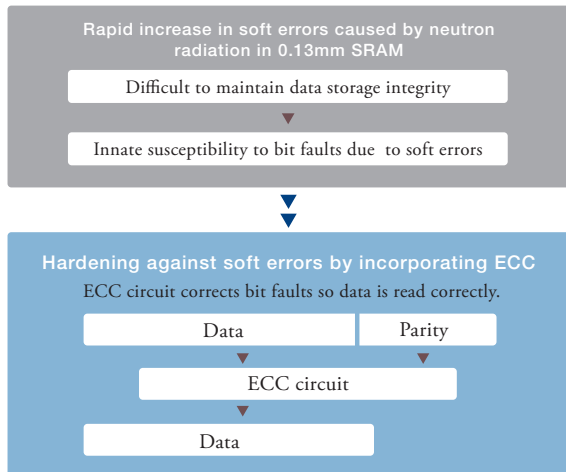 Rapid increase in soft errors caused by neutron
radiation in 0.13mm SRAM
Difficult to maintain data storage integrity
Innate susceptibility to bit faults due to soft errors
Hardening against soft errors by incorporating ECC
ECC circuit corrects bit faults so data is read correctly.
Data
Parity
ECC circuit
Data